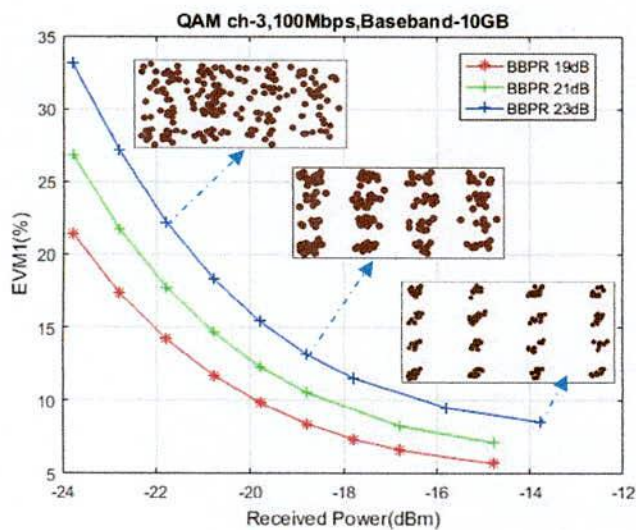 QAM ch-3,100Mbps,Baseband-10GB
35
30
25
20
15
10
5
EVM1(%)
BBPR 19dB
BBPR 21dB
BBPR 23dB
-24
-22
-20
-18
-16
-14
-12
Received Power(dBm)